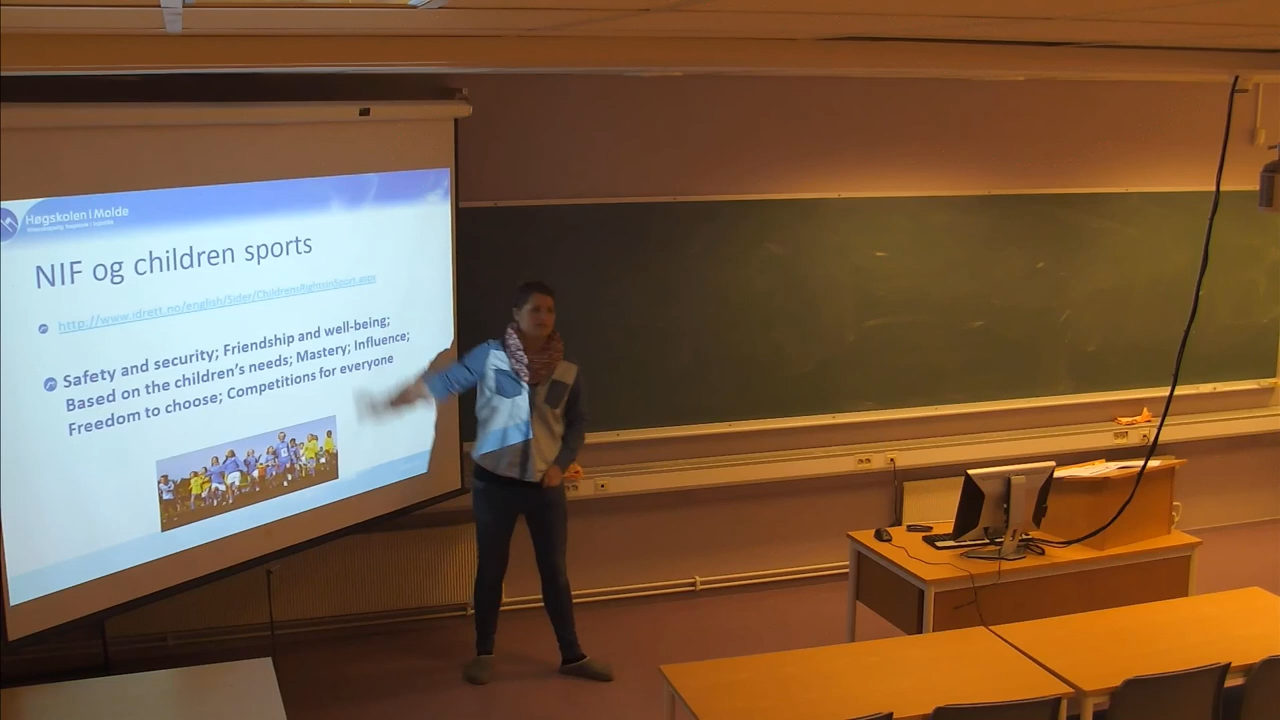 Høgskolen i Molde
NIF og children sports
http://www.idrett.no/english/Sider/ChildrensRightsinSport.aspx
Safety and security; Friendship and well-being;
Based on the children's needs; Mastery; Influence;
Freedom to choose; Competitions for everyone